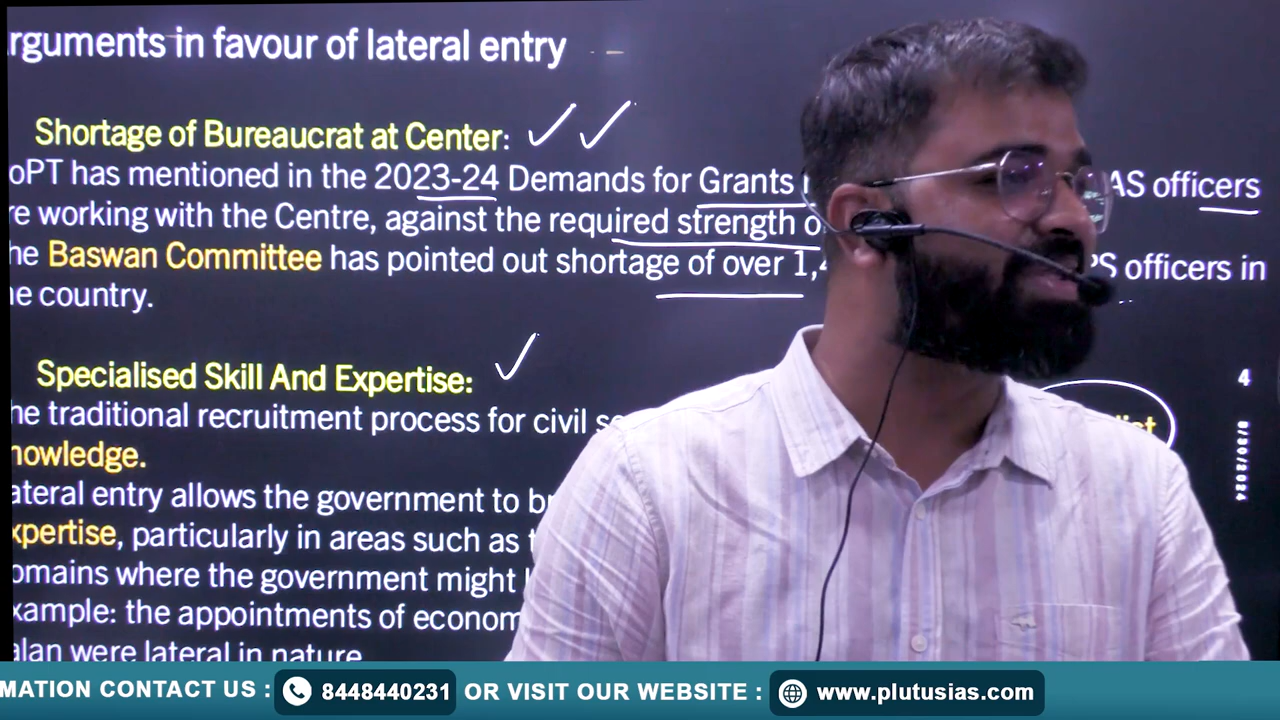 rguments in favour of lateral entry
Shortage of Bureaucrat at Center:
oPT has mentioned in the 2023-24 Demands for Grants AS officers
re working with the Centre, against the required strength o
he Baswan Committee has pointed out shortage of over 1,4 PS officers in
e country.
Specialised Skill And Expertise:
he traditional recruitment process for civil se list
nowledge.
ateral entry allows the government to b
xpertise, particularly in areas such as t
omains where the government might
xample: the appointments of econom
alan were lateral in nature
4
8/30/2024
MATION CONTACT US : 8448440231 OR VISIT OUR WEBSITE : www.plutusias.com